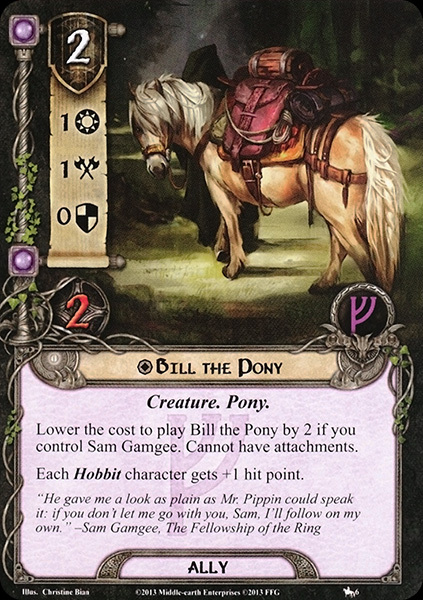 2
1
1
0
2
BILL THE PONY
Creature. Pony.
Lower the cost to play Bill the Pony by 2 if you
control Sam Gamgee. Cannot have attachments.
Each Hobbit character gets +1 hit point.
“He gave me a look as plain as Mr. Pippin could speak
it: if you don’t let me go with you, Sam, I’ll follow on my
own.” –Sam Gamgee, The Fellowship of the Ring
ALLY
Illus. Christine Bian ©2013 Middle-earth Enterprises ©2013 FFG 6